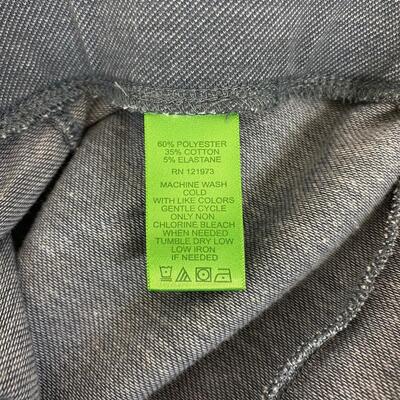 60% POLYESTER
35% COTTON
5% ELASTANE
RN 121973
MACHINE WASH
COLD
WITH LIKE COLORS
GENTLE CYCLE
ONLY NON
CHLORINE BLEACH
WHEN NEEDED
TUMBLE DRY LOW
LOW IRON
IF NEEDED